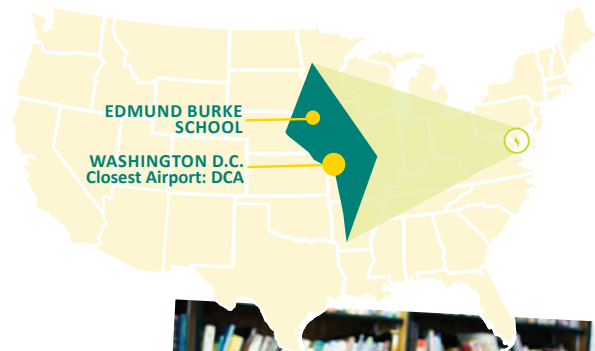 EDMUND BURKE
SCHOOL
WASHINGTON D.C.
Closest Airport: DCA